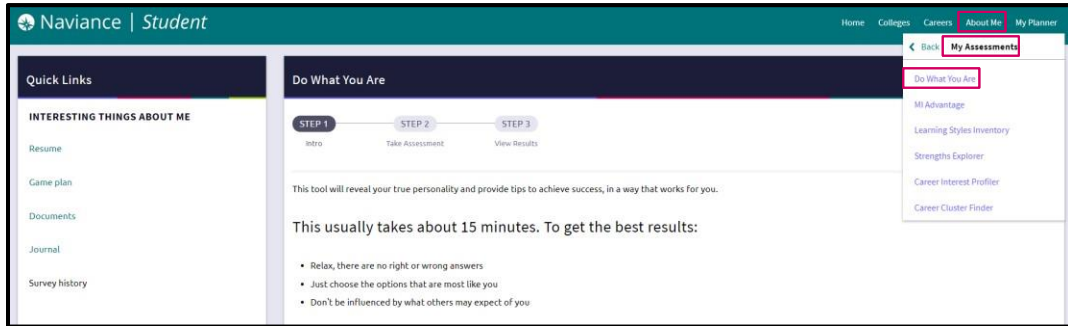 Naviance | Student
Home Colleges Careers About Me My Planner
Back My Assessments
Do What You Are
MI Advantage
Learning Styles Inventory
Strengths Explorer
Career Interest Profiler
Career Cluster Finder
Quick Links
INTERESTING THINGS ABOUT ME
Resume
Game plan
Documents
Journal
Survey history
Do What You Are
STEP 1 STEP 2 STEP 3
Intro Take Assessment View Results
This tool will reveal your true personality and provide tips to achieve success, in a way that works for you.
This usually takes about 15 minutes. To get the best results:
• Relax, there are no right or wrong answers
• Just choose the options that are most like you
• Don't be influenced by what others may expect of you